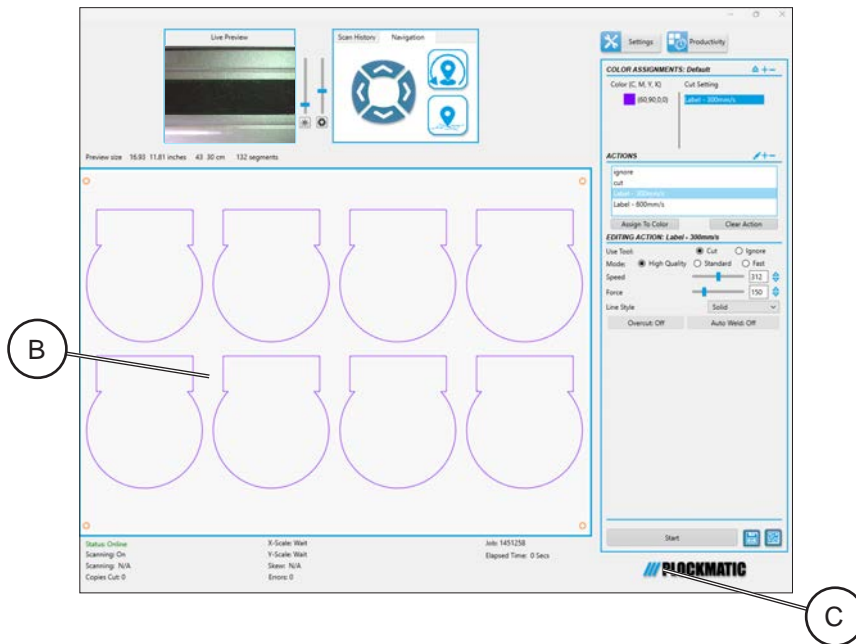 Live Preview
Scan History Navigation
Settings Productivity
COLOR ASSIGNMENTS: Default
Color (C, M, Y, K) Cut Setting
(60,90,0,0) Label - 300mm/s
Preview size 16.93 11.81 inches 43 30 cm 132 segments
ACTIONS
ignore
cut
Label - 300mm/s
Label - 600mm/s
Assign To Color Clear Action
EDITING ACTION: Label - 300mm/s
Use Tool: Cut Ignore
Mode: High Quality Standard Fast
Speed 312
Force 150
Line Style Solid
Overcut: Off Auto Weld: Off
B
Status: Online X-Scale: Wait Job: 1451258
Scanning: On Y-Scale: Wait Elapsed Time: 0 Secs
Scanning: N/A Skew: N/A
Copies Cut: 0 Errors: 0
Start
PLOCKMATIC
C